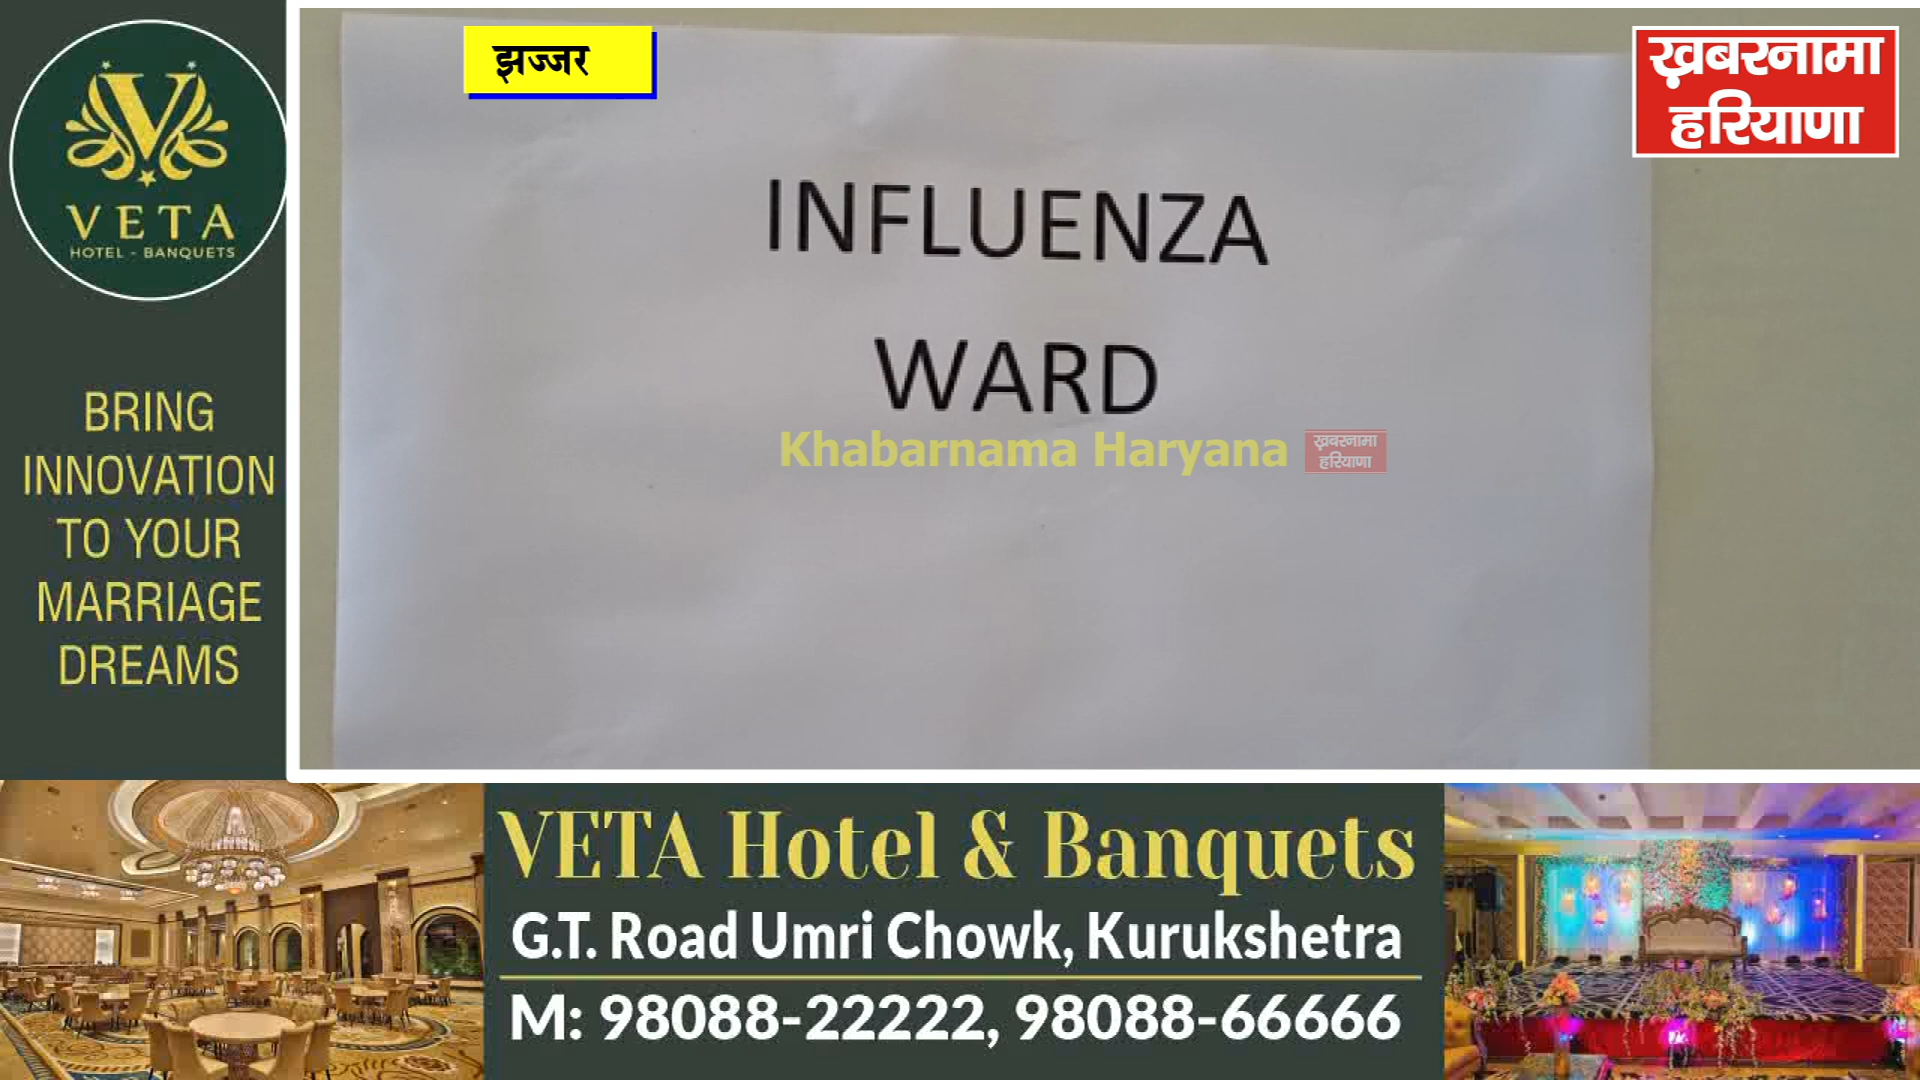 VETA
HOTEL - BANQUETS
BRING
INNOVATION
TO YOUR
MARRIAGE
DREAMS
झज्जर
ख़बरनामा
हरियाणा
INFLUENZA
WARD
Khabarnama Haryana
ख़बरनामा
हरियाणा
VETA Hotel & Banquets
G.T. Road Umri Chowk, Kurukshetra
M: 98088-22222, 98088-66666